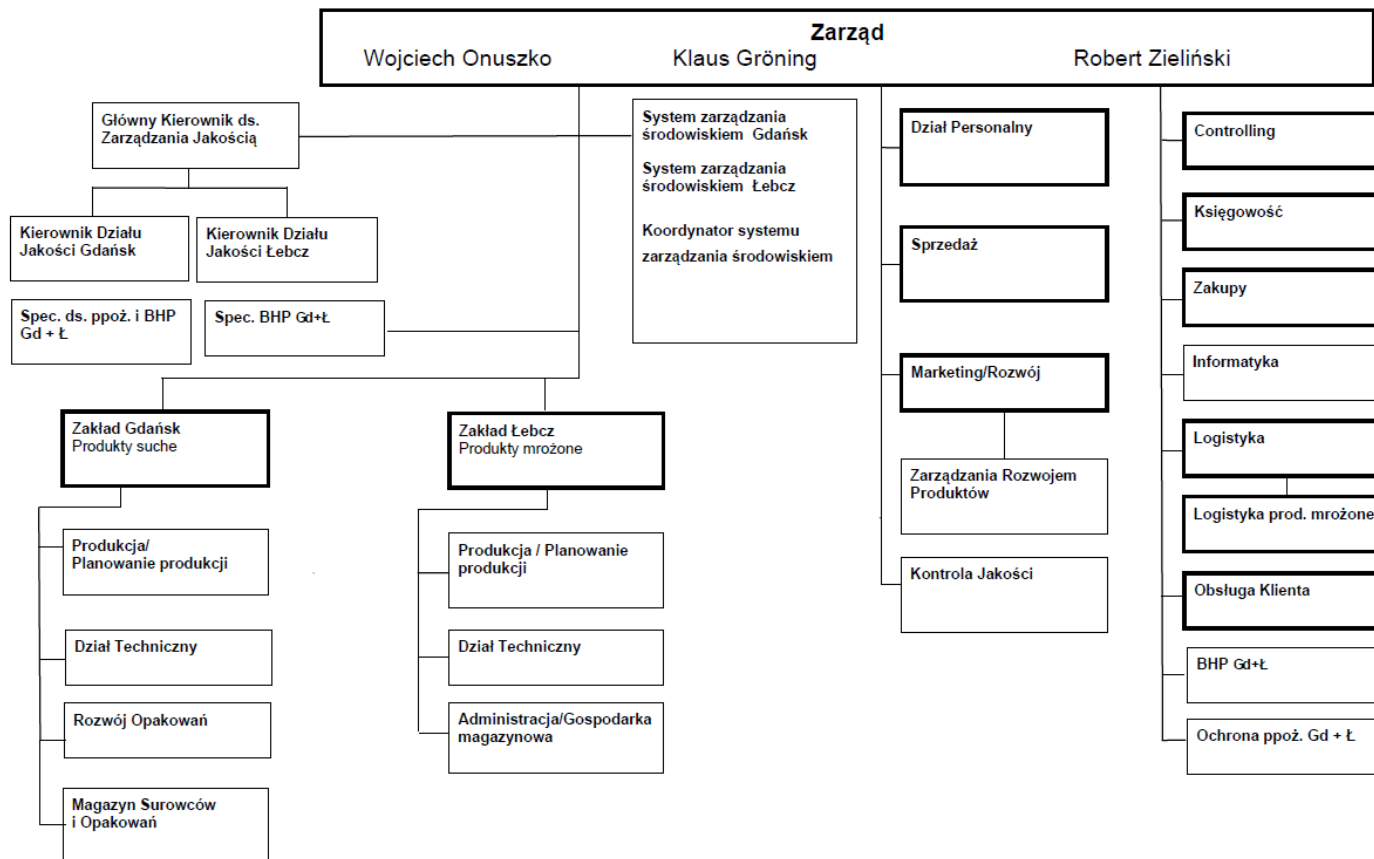 Zarząd
Wojciech Onuszko Klaus Gröning Robert Zieliński
Główny Kierownik ds.
Zarządzania Jakością
Kierownik Działu
Jakości Gdańsk
Kierownik Działu
Jakości Łebcz
Spec. ds. ppoż. i BHP
Gd + Ł
Spec. BHP Gd+Ł
System zarządzania
środowiskiem Gdańsk
System zarządzania
środowiskiem Łebcz
Koordynator systemu
zarządzania środowiskiem
Zakład Gdańsk
Produkty suche
Produkcja/
Planowanie produkcji
Dział Techniczny
Rozwój Opakowań
Magazyn Surowców
i Opakowań
Zakład Łebcz
Produkty mrożone
Produkcja / Planowanie
produkcji
Dział Techniczny
Administracja/Gospodarka
magazynowa
Dział Personalny
Sprzedaż
Marketing/Rozwój
Zarządzania Rozwojem
Produktów
Kontrola Jakości
Controlling
Księgowość
Zakupy
Informatyka
Logistyka
Logistyka prod. mrożone
Obsługa Klienta
BHP Gd+Ł
Ochrona ppoż. Gd + Ł